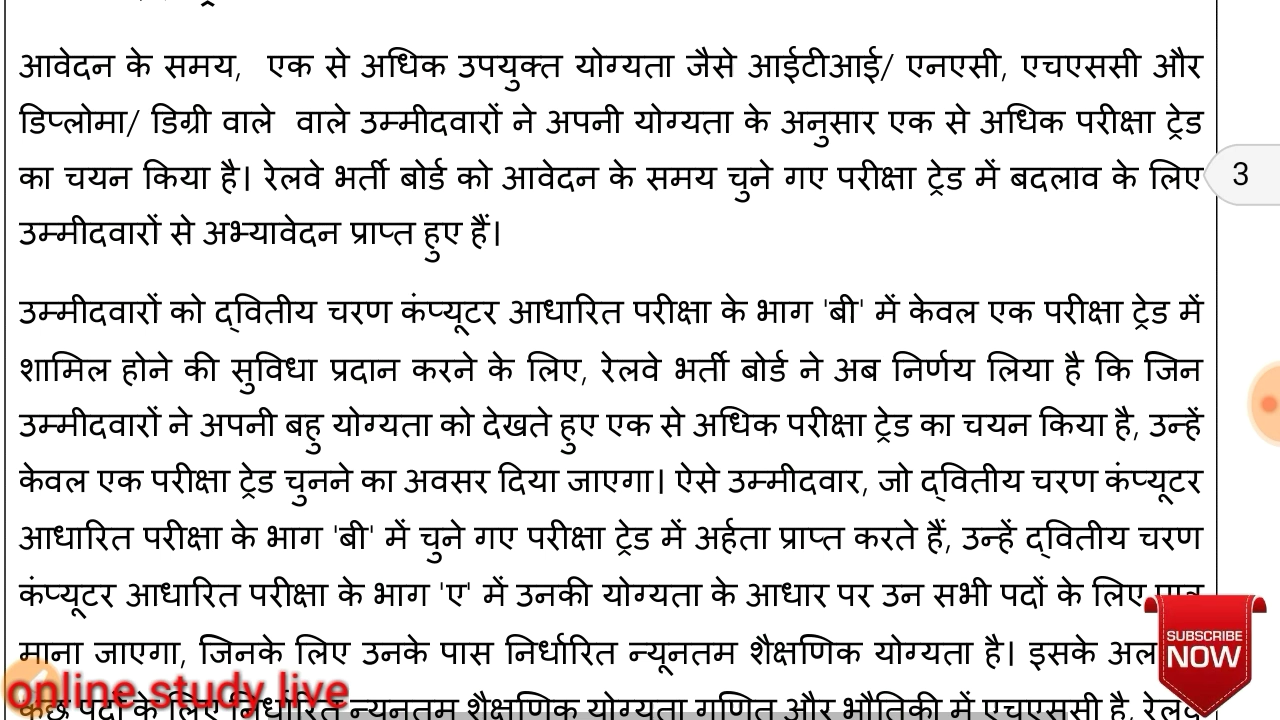 आवेदन के समय, एक से अधिक उपयुक्त योग्यता जैसे आईटीआई/ एनएसी, एचएससी और
डिप्लोमा/ डिग्री वाले वाले उम्मीदवारों ने अपनी योग्यता के अनुसार एक से अधिक परीक्षा ट्रेड
का चयन किया है। रेलवे भर्ती बोर्ड को आवेदन के समय चुने गए परीक्षा ट्रेड में बदलाव के लिए
3
उम्मीदवारों से अभ्यावेदन प्राप्त हुए हैं।
उम्मीदवारों को द्वितीय चरण कंप्यूटर आधारित परीक्षा के भाग 'बी' में केवल एक परीक्षा ट्रेड में
शामिल होने की सुविधा प्रदान करने के लिए, रेलवे भर्ती बोर्ड ने अब निर्णय लिया है कि जिन
उम्मीदवारों ने अपनी बहु योग्यता को देखते हुए एक से अधिक परीक्षा ट्रेड का चयन किया है, उन्हें
केवल एक परीक्षा ट्रेड चुनने का अवसर दिया जाएगा। ऐसे उम्मीदवार, जो द्वितीय चरण कंप्यूटर
आधारित परीक्षा के भाग 'बी' में चुने गए परीक्षा ट्रेड में अर्हता प्राप्त करते हैं, उन्हें द्वितीय चरण
कंप्यूटर आधारित परीक्षा के भाग 'ए' में उनकी योग्यता के आधार पर उन सभी पदों के लिए
माना जाएगा, जिनके लिए उनके पास निर्धारित न्यूनतम शैक्षणिक योग्यता है। इसके
SUBSCRIBE
NOW
online study live
पदों के लिए निर्धारित न्यूनतम शैक्षणिक योग्यता गणित और भौतिकी में एचएससी है,